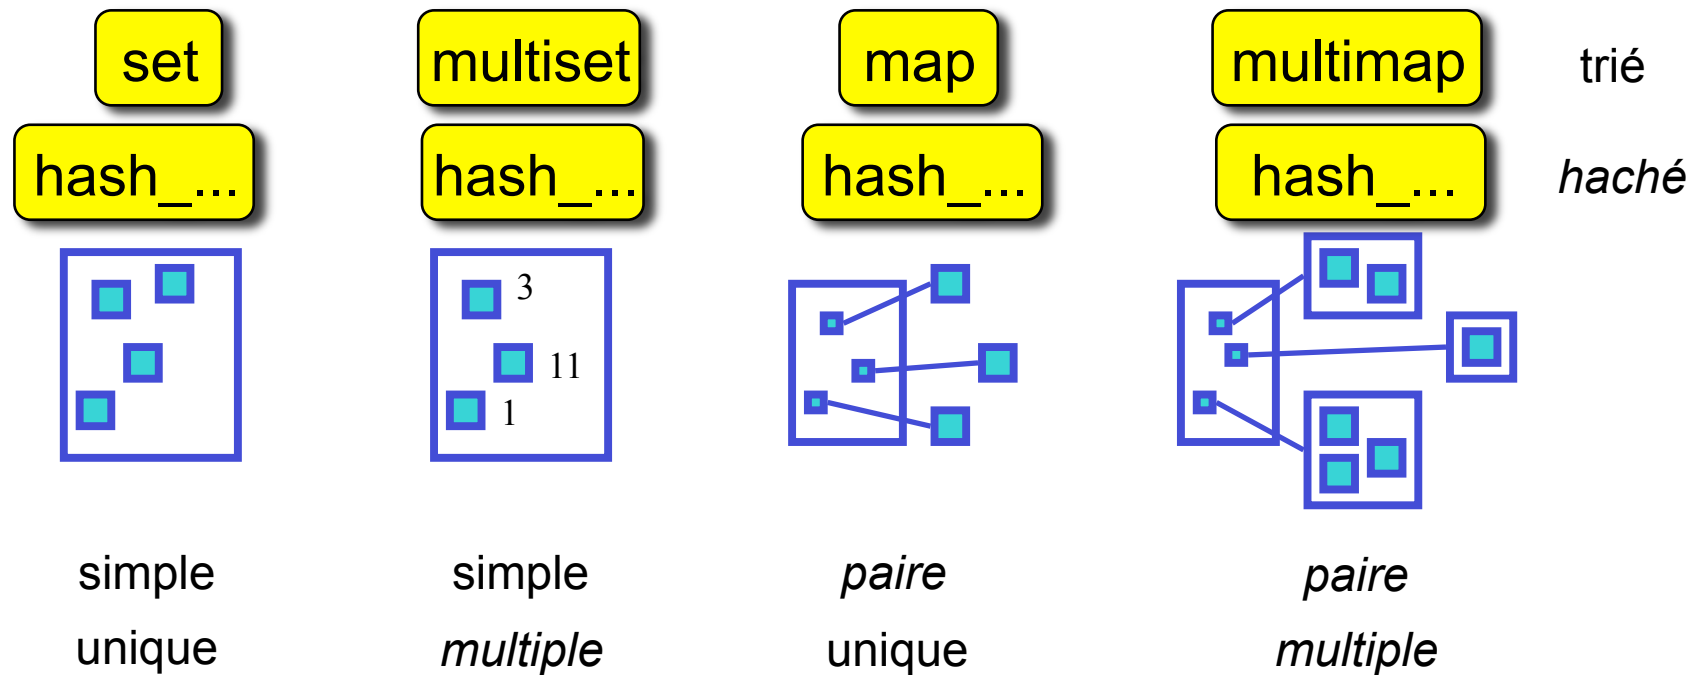 set multiset map multimap trié
hash_... hash_... hash_... hash_... haché
3
11
1
simple simple paire paire
unique multiple unique multiple